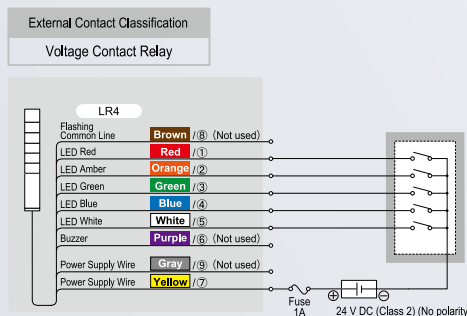 External Contact Classification
Voltage Contact Relay
LR4
Flashing
Common Line Brown /⑧ (Not used)
LED Red Red /①
LED Amber Orange /②
LED Green Green /③
LED Blue Blue /④
LED White White /⑤
Buzzer Purple /⑥ (Not used)
Power Supply Wire Gray /⑨ (Not used)
Power Supply Wire Yellow /⑦
Fuse
1A
⊕ ⊖
24 V DC (Class 2) (No polarity